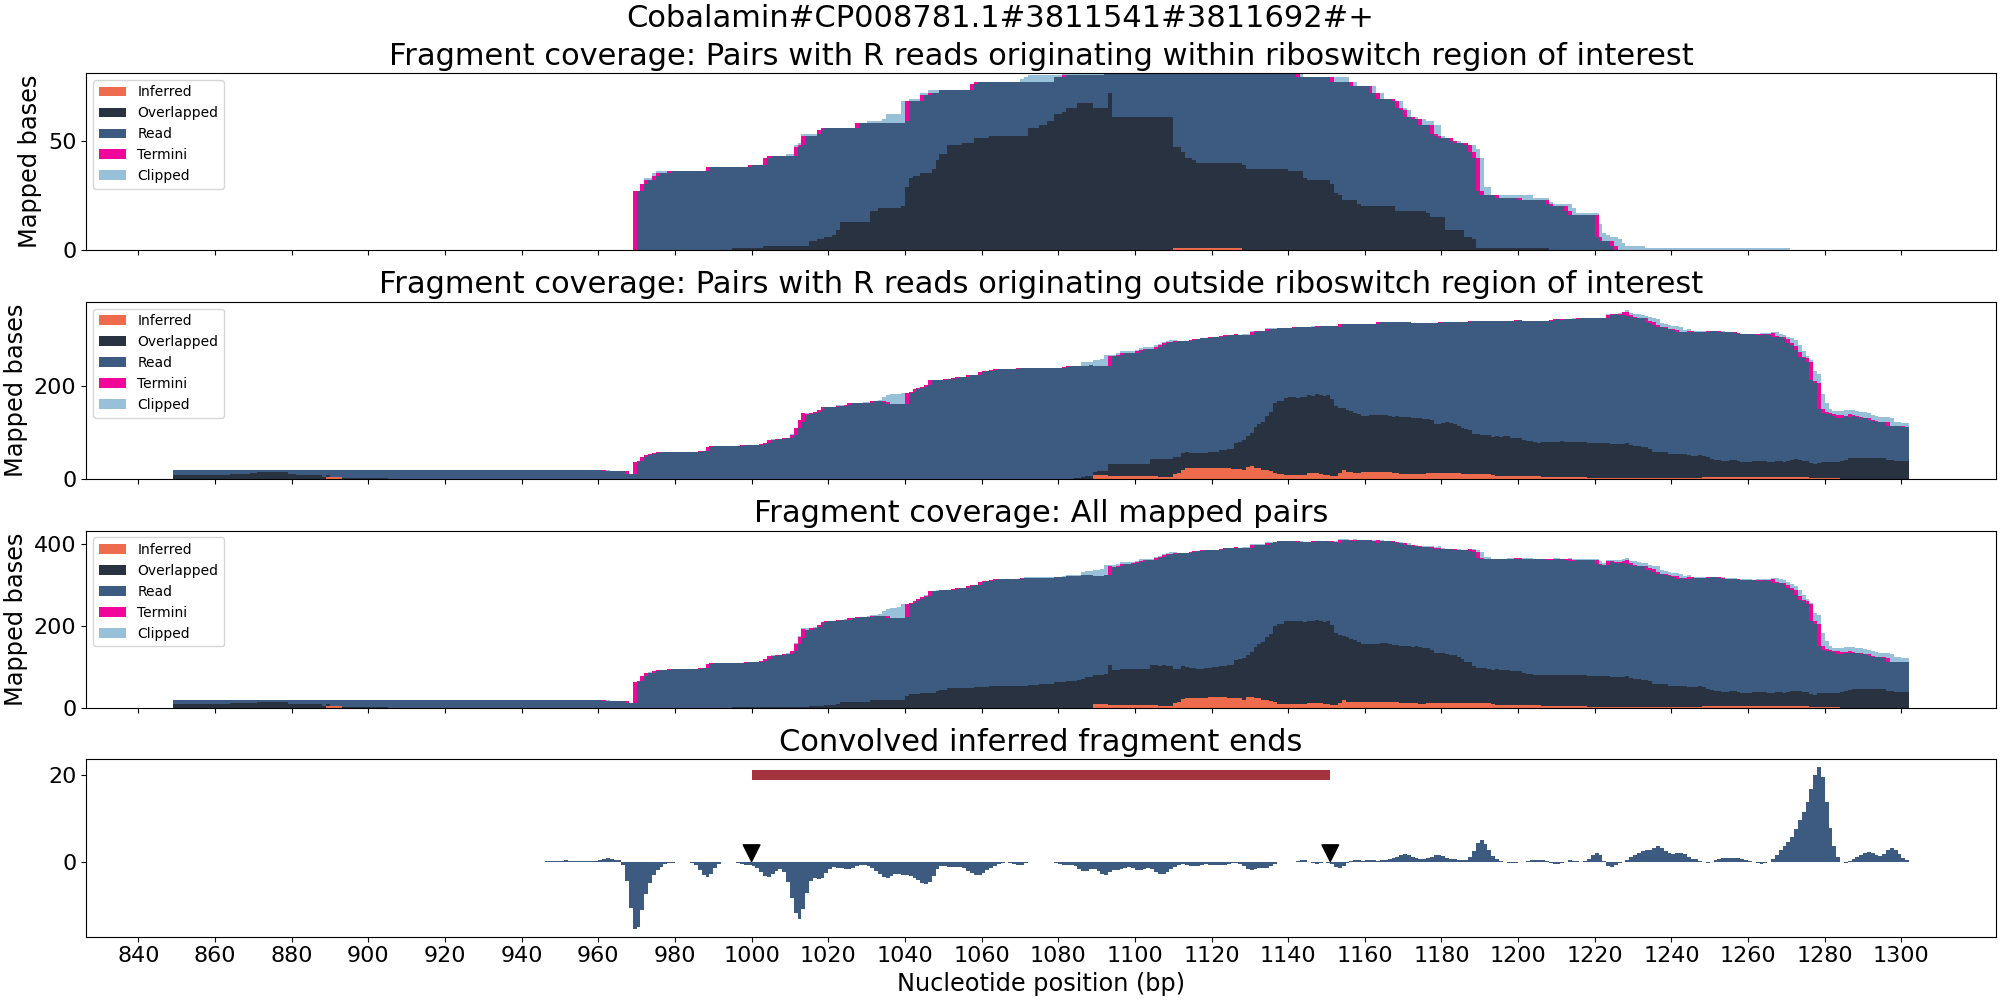 Cobalamin#CP008781.1#3811541#3811692#+
Fragment coverage: Pairs with R reads originating within riboswitch region of interest
Mapped bases
50
0
Inferred
Overlapped
Read
Termini
Clipped
Fragment coverage: Pairs with R reads originating outside riboswitch region of interest
Mapped bases
200
0
Inferred
Overlapped
Read
Termini
Clipped
Fragment coverage: All mapped pairs
Mapped bases
400
200
0
Inferred
Overlapped
Read
Termini
Clipped
Convolved inferred fragment ends
20
0
840 860 880 900 920 940 960 980 1000 1020 1040 1060 1080 1100 1120 1140 1160 1180 1200 1220 1240 1260 1280 1300
Nucleotide position (bp)